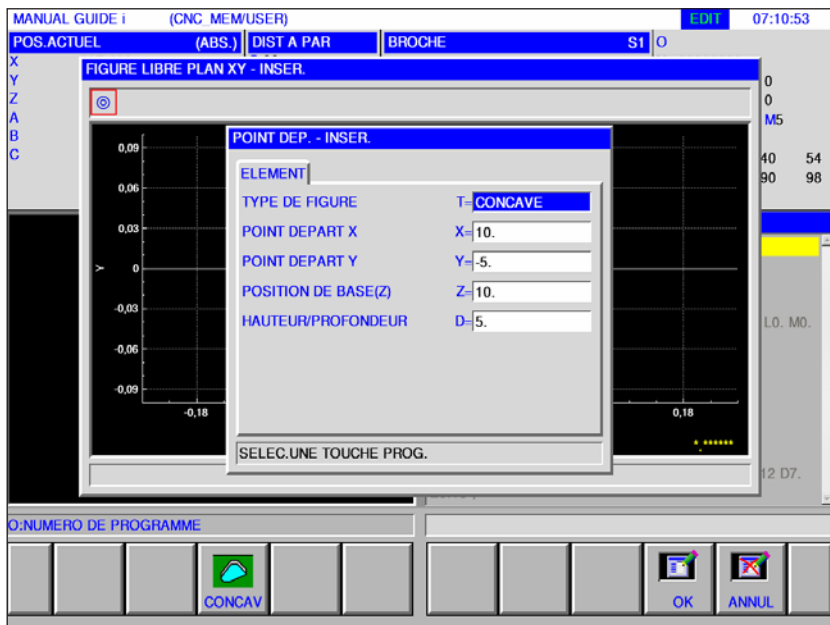 MANUAL GUIDE i (CNC_MEM/USER) EDIT 07:10:53
POS.ACTUEL (ABS.) DIST A PAR BROCHE S1 O
X
Y 0
Z 0
A M5
B
C 40 54
90 98
FIGURE LIBRE PLAN XY - INSER.
POINT DEP. - INSER.
ELEMENT
TYPE DE FIGURE T= CONCAVE
POINT DEPART X X= 10.
POINT DEPART Y Y= -5.
POSITION DE BASE(Z) Z= 10.
HAUTEUR/PROFONDEUR D= 5.
SELEC.UNE TOUCHE PROG.
0,09
0,06
0,03
Y 0
-0,03
-0,06
-0,09
-0,18 0,18
*.******
L0. M0.
12 D7.
O:NUMERO DE PROGRAMME
CONCAV OK ANNUL